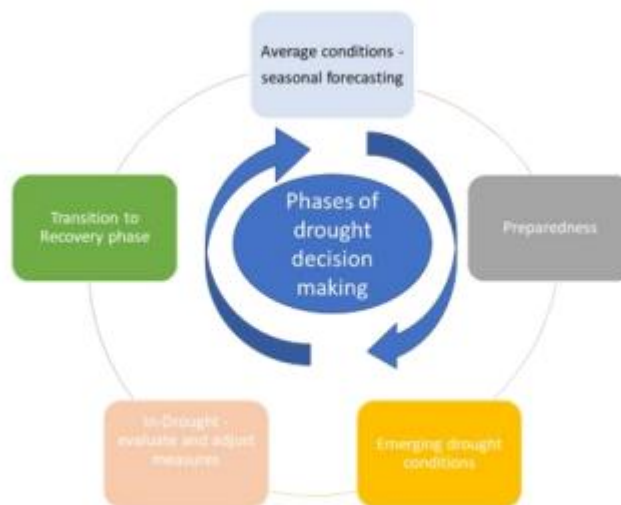 Average conditions -
seasonal forecasting
Phases of
drought
decision
making
Transition to
Recovery phase
Preparedness
In-Drought -
evaluate and adjust
measures
Emerging drought
conditions